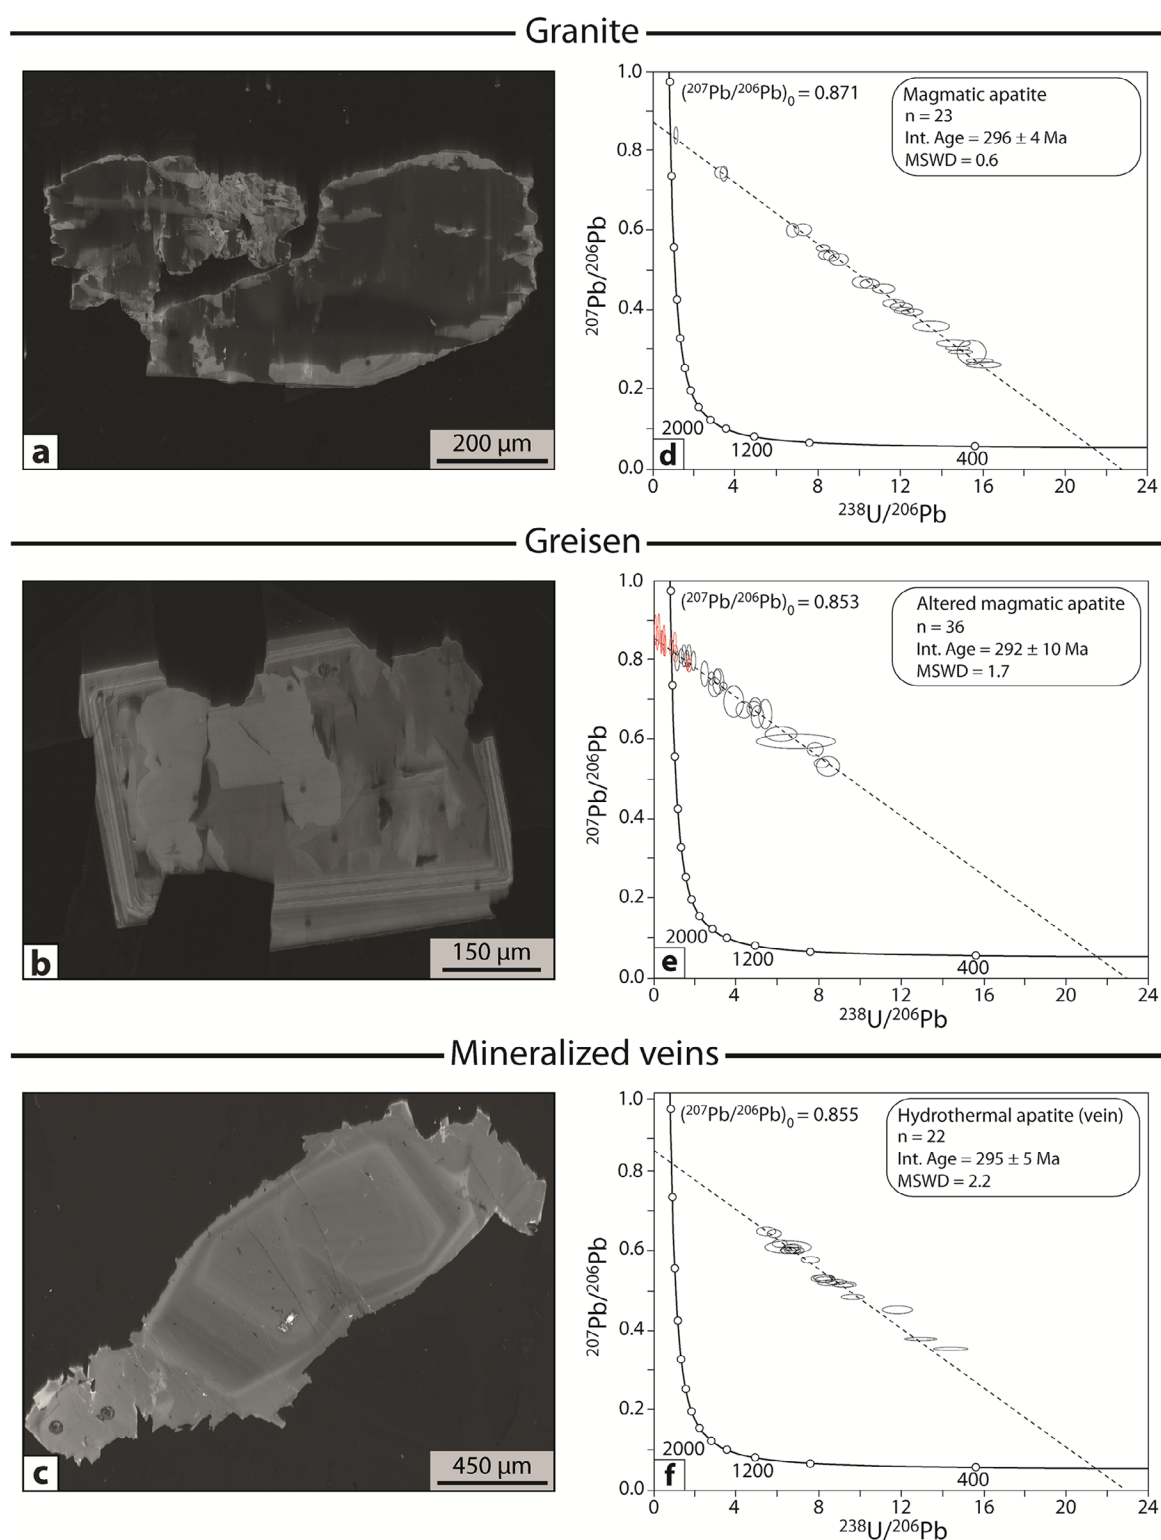 Granite
a
200 µm
(²⁰⁷Pb/²⁰⁶Pb)₀ = 0.871
Magmatic apatite
n = 23
Int. Age = 296 ± 4 Ma
MSWD = 0.6
1.0
0.8
0.6
0.4
0.2
0.0
²⁰⁷Pb/²⁰⁶Pb
2000
1200
400
d
0 4 8 12 16 20 24
²³⁸U/²⁰⁶Pb
Greisen
b
150 µm
(²⁰⁷Pb/²⁰⁶Pb)₀ = 0.853
Altered magmatic apatite
n = 36
Int. Age = 292 ± 10 Ma
MSWD = 1.7
1.0
0.8
0.6
0.4
0.2
0.0
²⁰⁷Pb/²⁰⁶Pb
2000
1200
400
e
0 4 8 12 16 20 24
²³⁸U/²⁰⁶Pb
Mineralized veins
c
450 µm
(²⁰⁷Pb/²⁰⁶Pb)₀ = 0.855
Hydrothermal apatite (vein)
n = 22
Int. Age = 295 ± 5 Ma
MSWD = 2.2
1.0
0.8
0.6
0.4
0.2
0.0
²⁰⁷Pb/²⁰⁶Pb
2000
1200
400
f
0 4 8 12 16 20 24
²³⁸U/²⁰⁶Pb